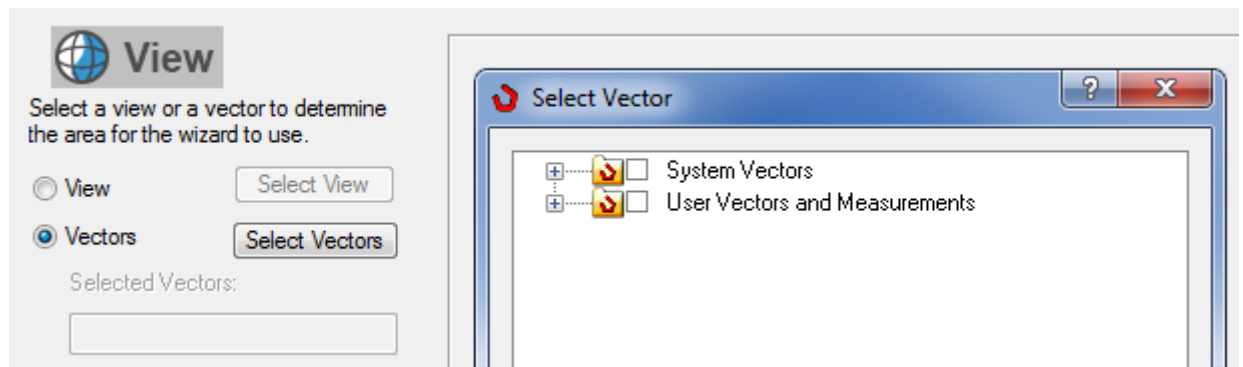 View
Select a view or a vector to determine
the area for the wizard to use.
View
Select View
Vectors
Select Vectors
Selected Vectors:
Select Vector
?
System Vectors
User Vectors and Measurements